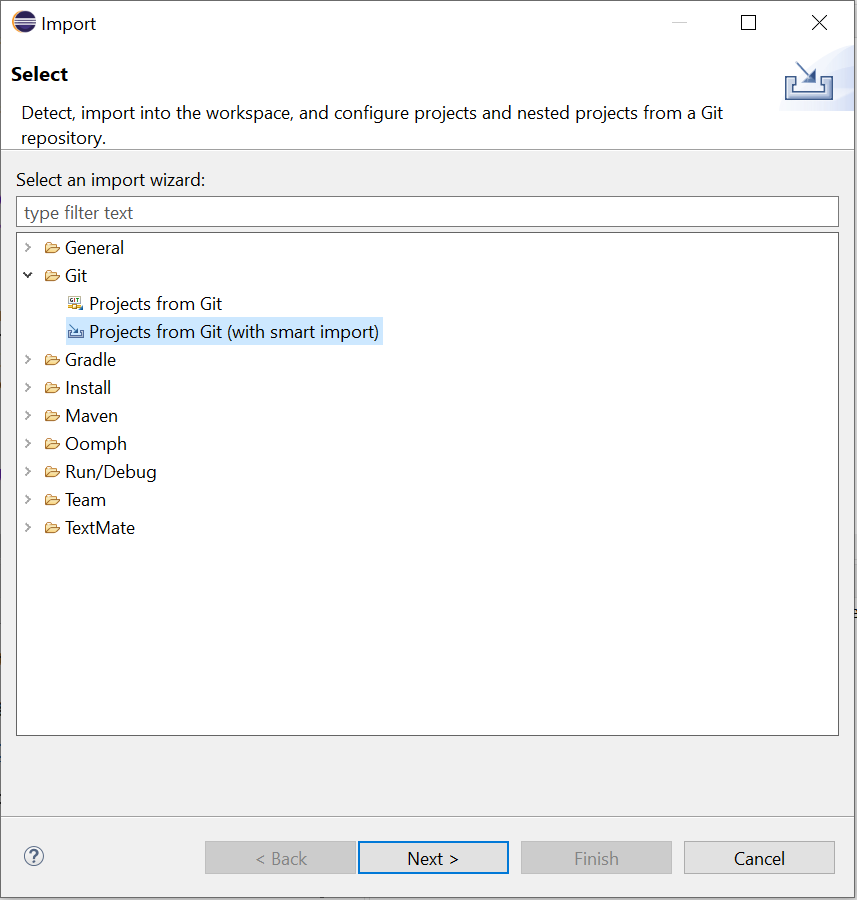 Import
Select
Detect, import into the workspace, and configure projects and nested projects from a Git
repository.
Select an import wizard:
type filter text
General
Git
Projects from Git
Projects from Git (with smart import)
Gradle
Install
Maven
Oomph
Run/Debug
Team
TextMate
? < Back Next > Finish Cancel